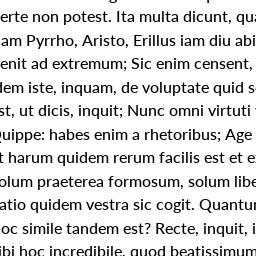 erte non potest. Ita multa dicunt, qu
am Pyrrho, Aristo, Erillus iam diu abi
enit ad extremum; Sic enim censent,
dem iste, inquam, de voluptate quid s
st, ut dicis, inquit; Nunc omni virtuti
Quippe: habes enim a rhetoribus; Age
t harum quidem rerum facilis est et e
olum praeterea formosum, solum libe
atio quidem vestra sic cogit. Quantu
oc simile tandem est? Recte, inquit, i
ibi hoc incredibile, quod beatissimum